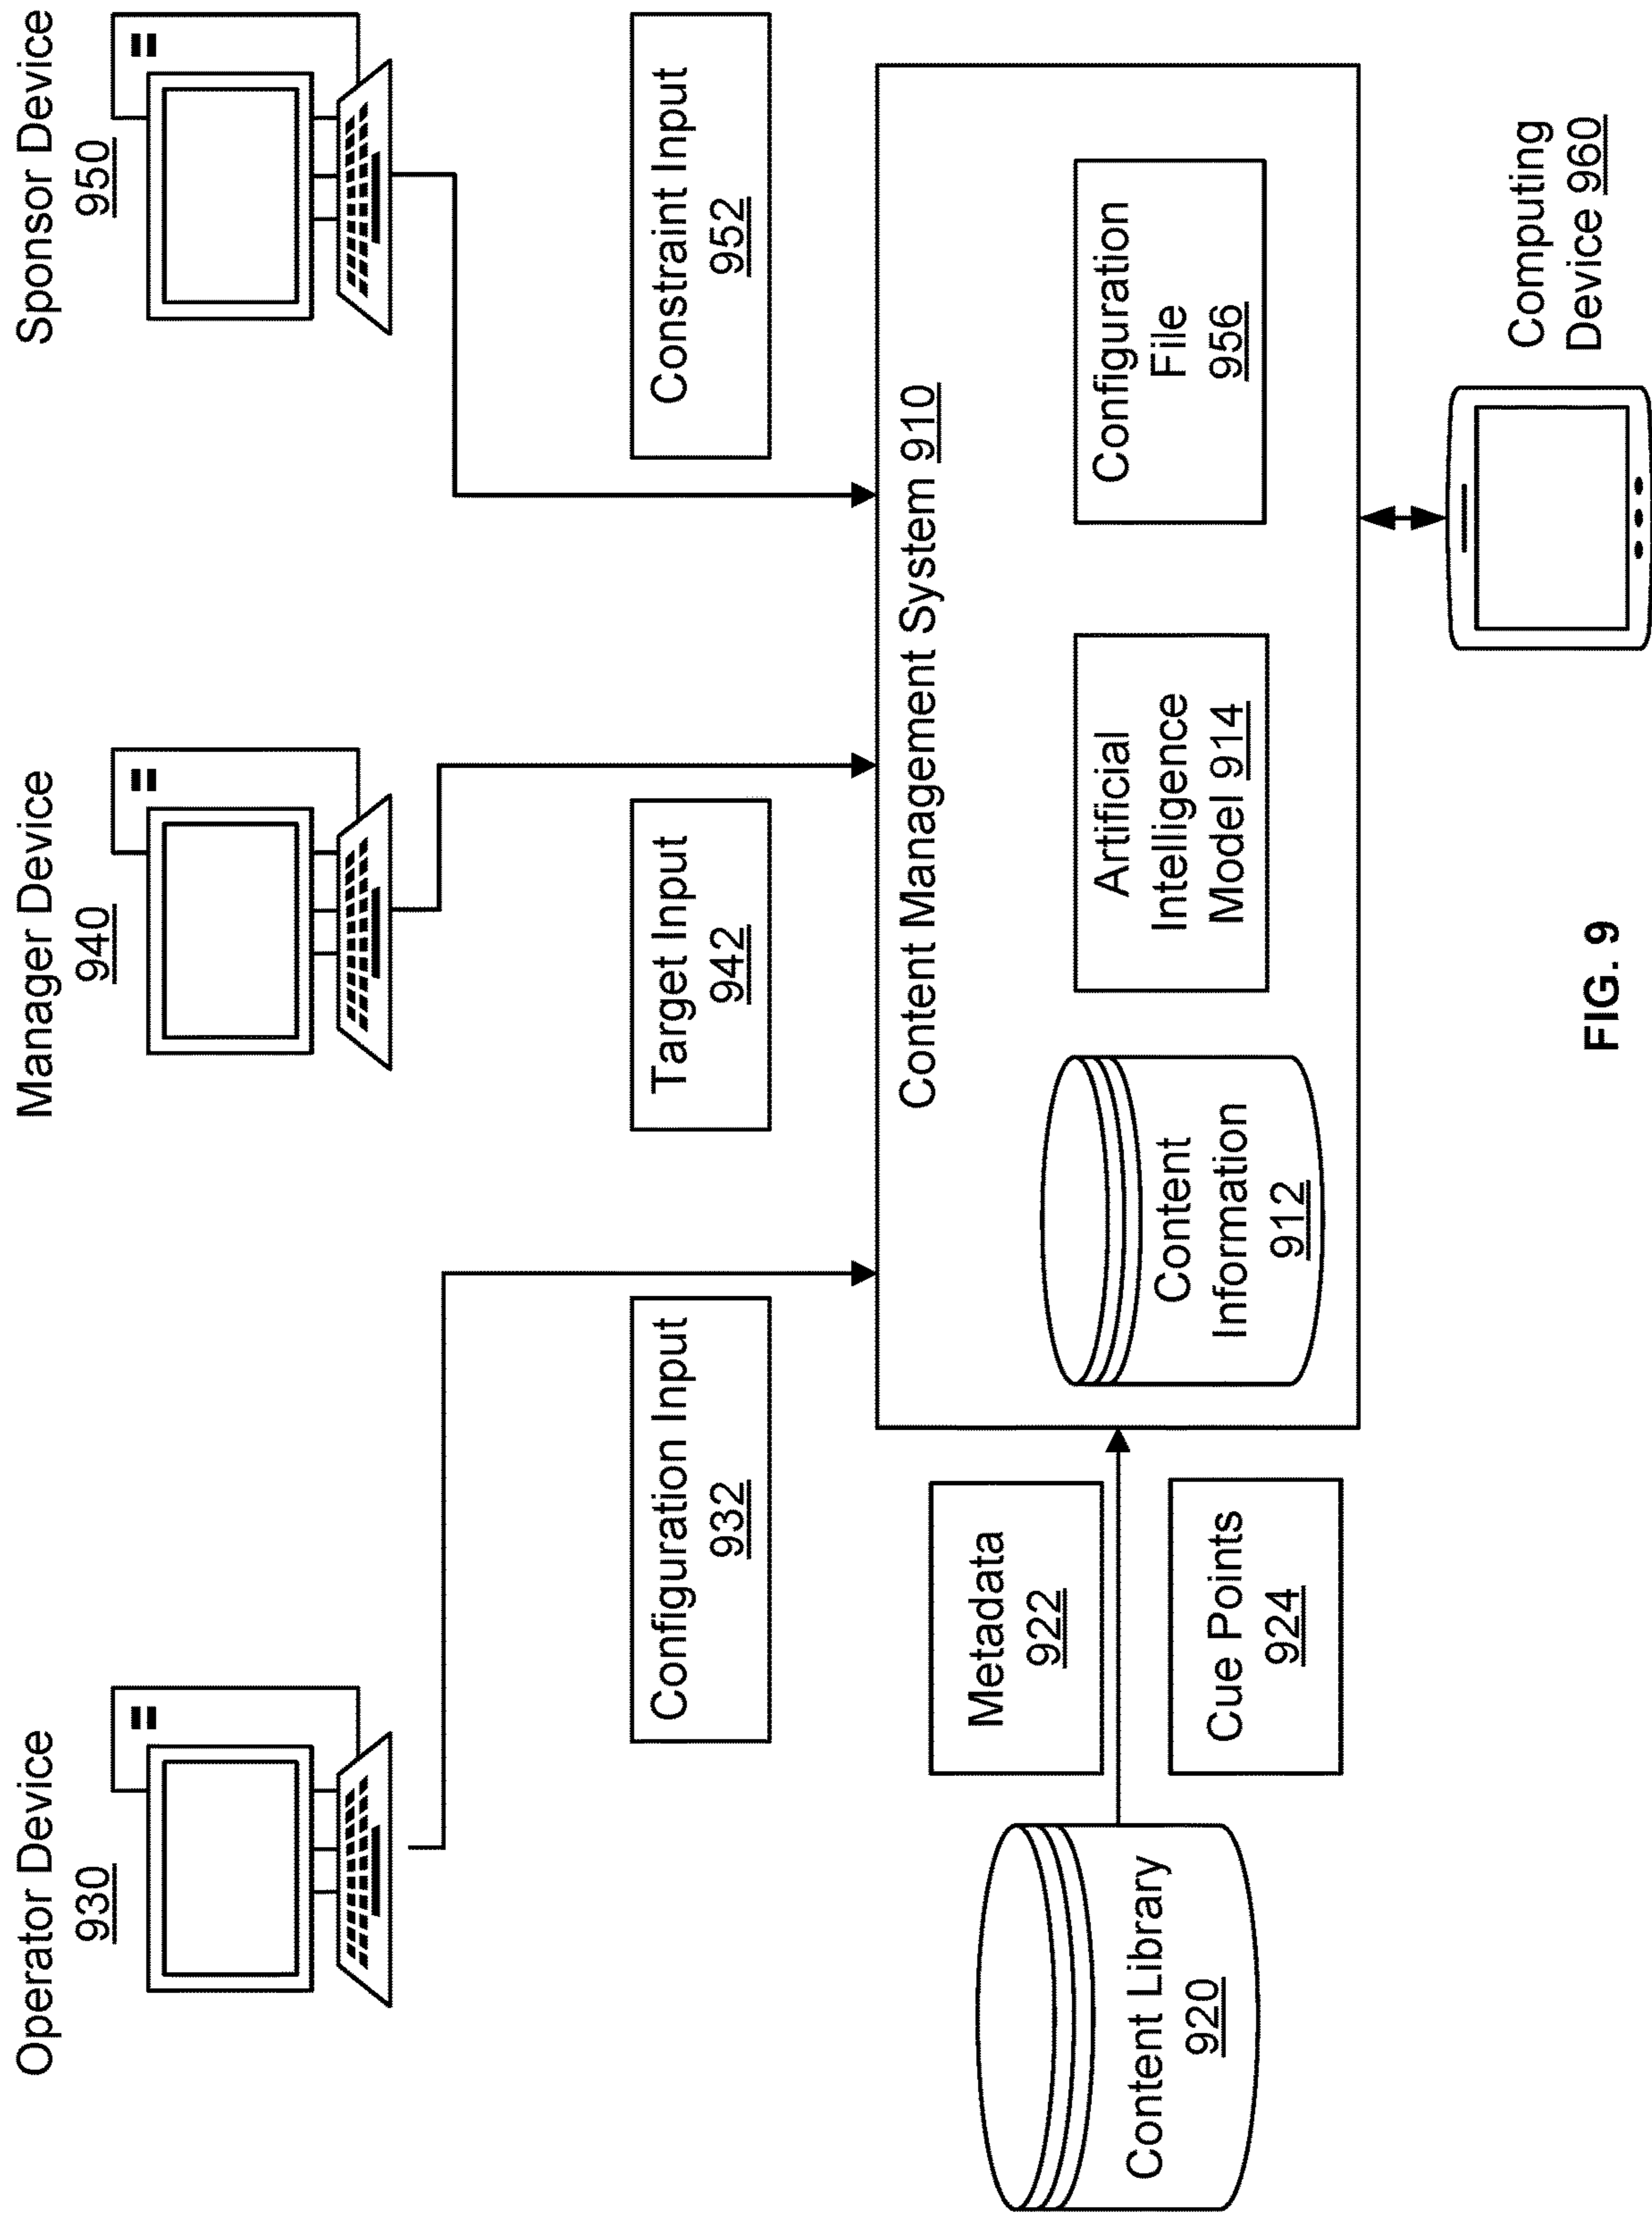 Operator Device
930
Manager Device
940
Sponsor Device
950
Configuration Input
932
Target Input
942
Constraint Input
952
Content Management System 910
Metadata
922
Cue Points
924
Content Library
920
Content
Information
912
Artificial
Intelligence
Model 914
Configuration
File
956
Computing
Device 960
FIG. 9